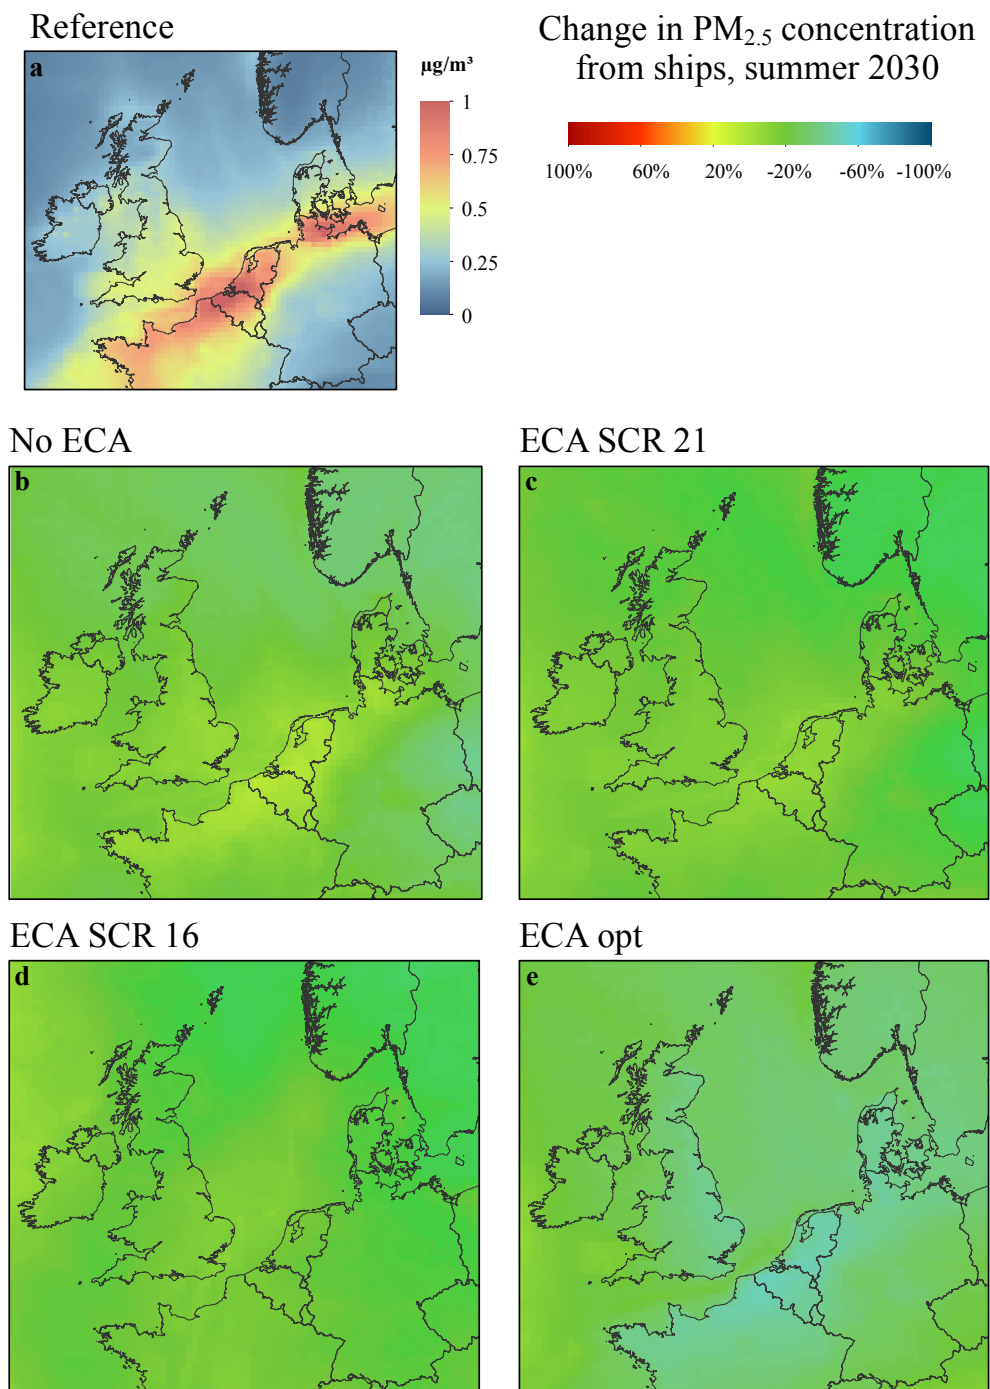 Reference
Change in PM2.5 concentration
from ships, summer 2030
a
µg/m³
1
0.75
0.5
0.25
0
100% 60% 20% -20% -60% -100%
No ECA
ECA SCR 21
b
c
ECA SCR 16
ECA opt
d
e